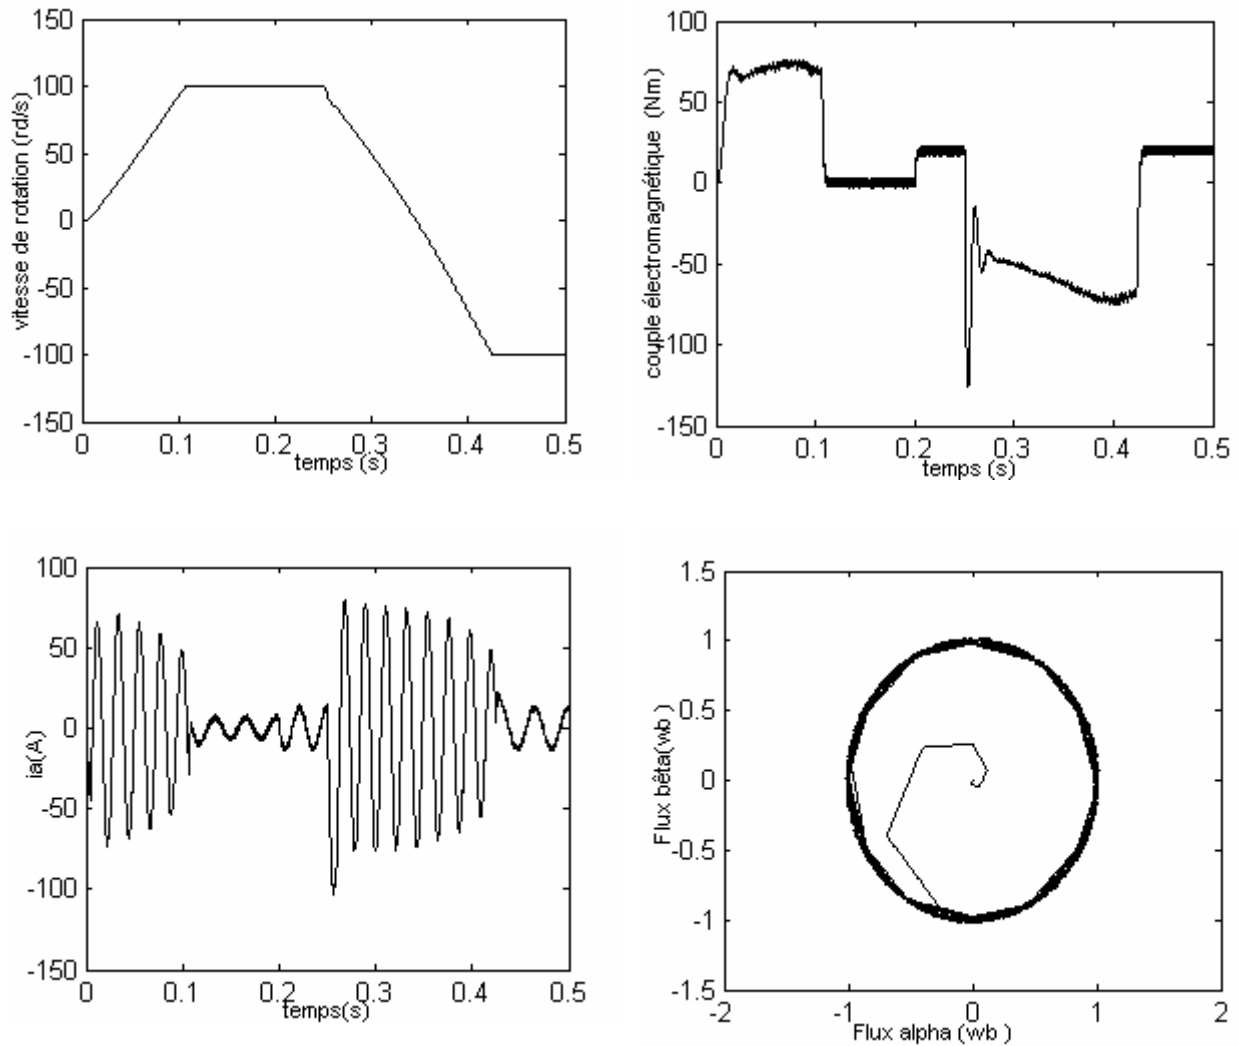 150
100
50
0
-50
-100
-150
vitesse de rotation (rd/s)
0 0.1 0.2 0.3 0.4 0.5
temps (s)
100
50
0
-50
-100
-150
couple électromagnétique (Nm)
0 0.1 0.2 0.3 0.4 0.5
temps (s)
100
50
0
-50
-100
-150
ia(A)
0 0.1 0.2 0.3 0.4 0.5
temps(s)
1.5
1
0.5
0
-0.5
-1
-1.5
Flux bêta(wb )
-2 -1 0 1 2
Flux alpha (wb )